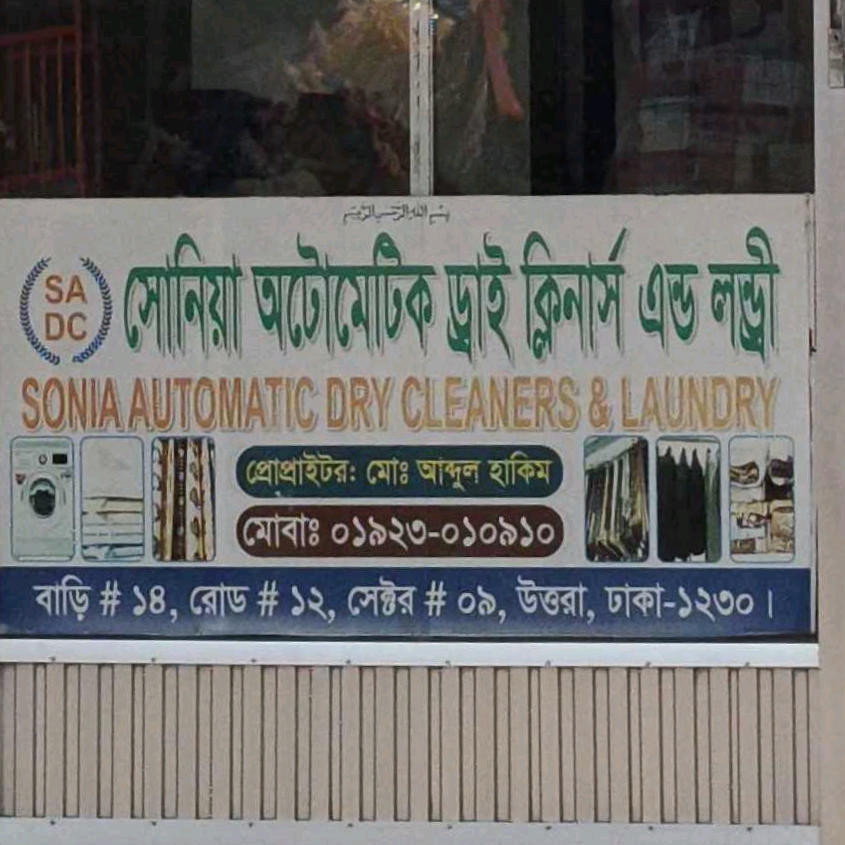 بسم الله الرحمن الرحيم
SA
DC
সোনিয়া অটোমেটিক ড্রাই ক্লিনার্স এন্ড লন্ড্রী
SONIA AUTOMATIC DRY CLEANERS & LAUNDRY
প্রোপ্রাইটর: মোঃ আব্দুল হাকিম
মোবাঃ ০১৯২৩-০১০৯১০
বাড়ি # ১৪, রোড # ১২, সেক্টর # ০৯, উত্তরা, ঢাকা-১২৩০।